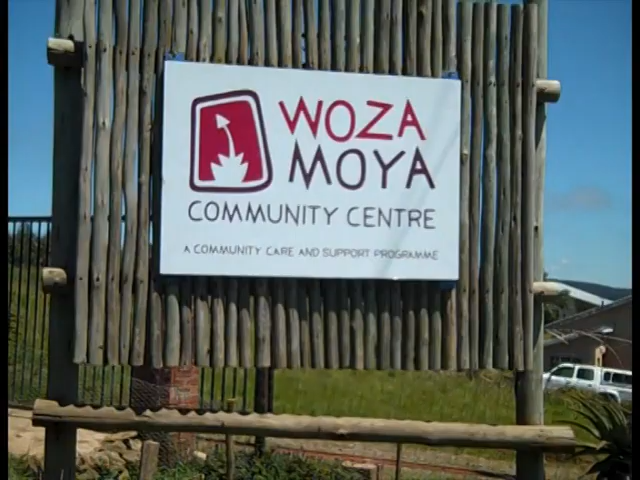 WOZA
MOYA
COMMUNITY CENTRE
A COMMUNITY CARE AND SUPPORT PROGRAMME